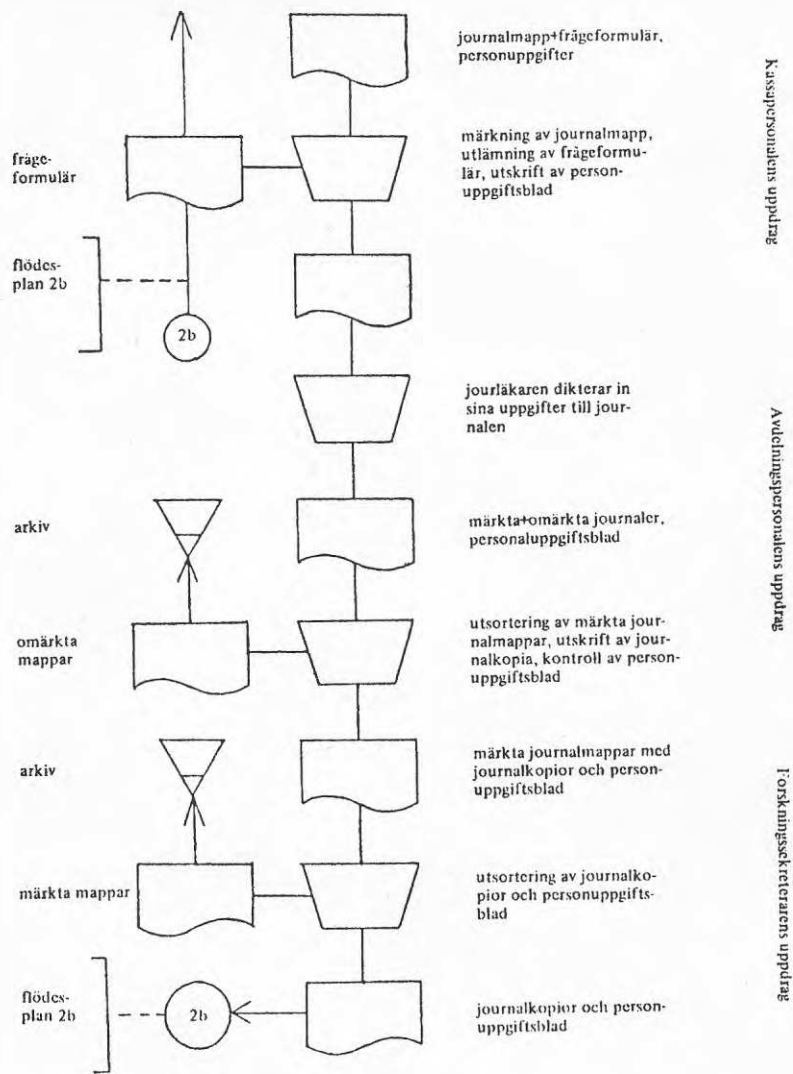 journalmapp+frågeformulär,
personuppgifter
fråge-
formulär
märkning av journalmapp,
utlämning av frågeformu-
lär, utskrift av person-
uppgiftsblad
flödes-
plan 2b
2b
Kassapersonalens uppdrag
jourläkaren dikterar in
sina uppgifter till jour-
nalen
arkiv
märkta+omärkta journaler,
personaluppgiftsblad
omärkta
mappar
utsortering av märkta jour-
nalmappar, utskrift av jour-
nalkopia, kontroll av person-
uppgiftsblad
Avdelningspersonalens uppdrag
arkiv
märkta journalmappar med
journalkopior och person-
uppgiftsblad
märkta mappar
utsortering av journalko-
pior och personuppgifts-
blad
flödes-
plan 2b
2b
journalkopior och person-
uppgiftsblad
Forskningssekreterarens uppdrag